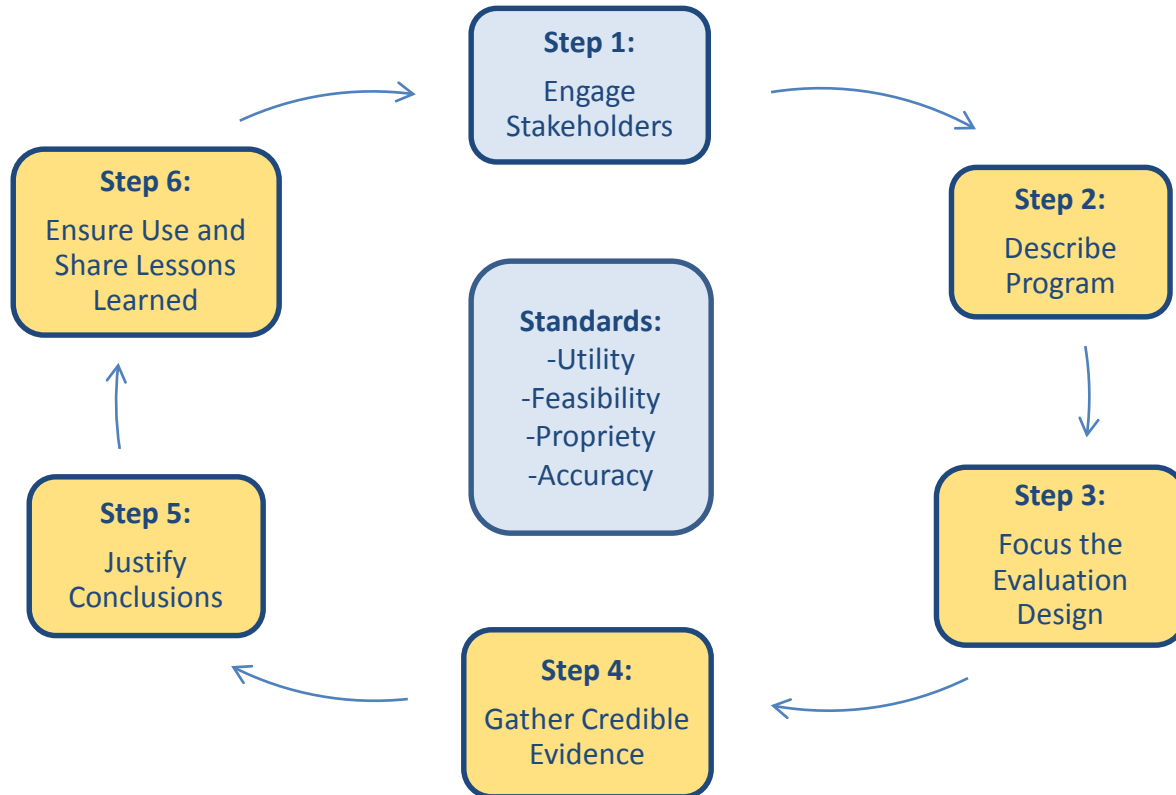 Step 1:
Engage
Stakeholders
Step 2:
Describe
Program
Step 3:
Focus the
Evaluation
Design
Step 4:
Gather Credible
Evidence
Step 5:
Justify
Conclusions
Step 6:
Ensure Use and
Share Lessons
Learned
Standards:
-Utility
-Feasibility
-Propriety
-Accuracy